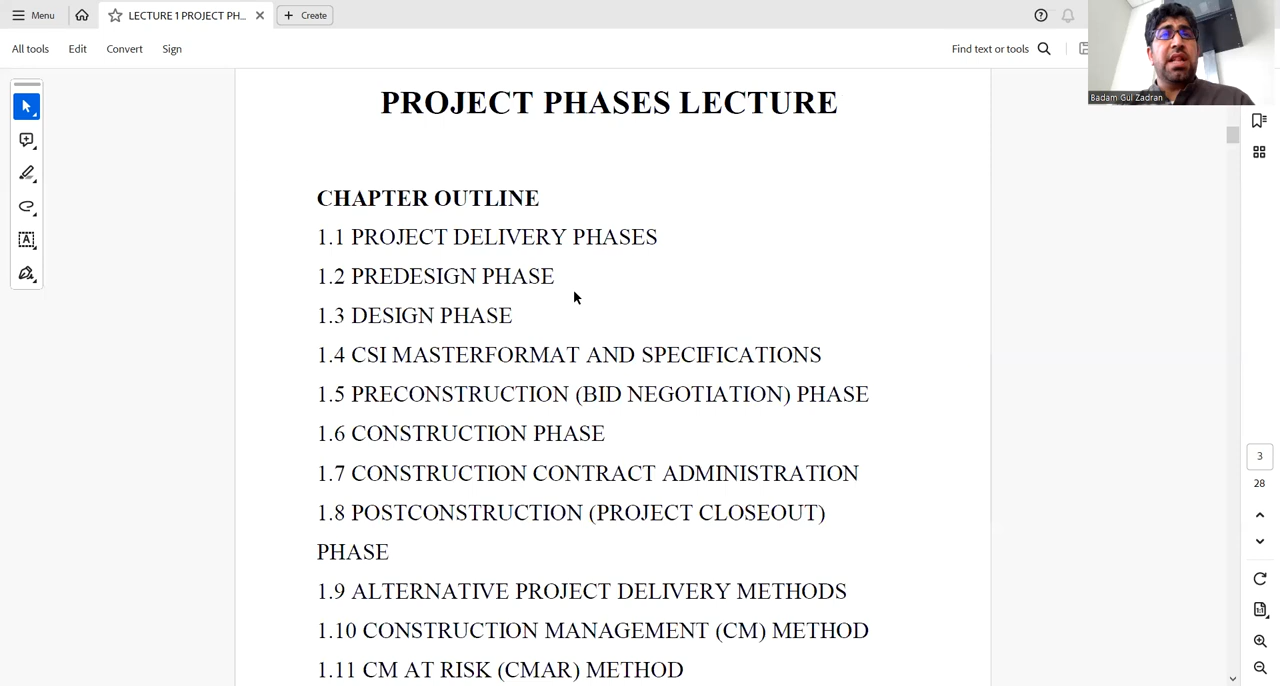 Menu
LECTURE 1 PROJECT PH...
Create
All tools
Edit
Convert
Sign
Find text or tools
Badam Gul Zadran
PROJECT PHASES LECTURE
CHAPTER OUTLINE
1.1 PROJECT DELIVERY PHASES
1.2 PREDESIGN PHASE
1.3 DESIGN PHASE
1.4 CSI MASTERFORMAT AND SPECIFICATIONS
1.5 PRECONSTRUCTION (BID NEGOTIATION) PHASE
1.6 CONSTRUCTION PHASE
1.7 CONSTRUCTION CONTRACT ADMINISTRATION
1.8 POSTCONSTRUCTION (PROJECT CLOSEOUT)
PHASE
1.9 ALTERNATIVE PROJECT DELIVERY METHODS
1.10 CONSTRUCTION MANAGEMENT (CM) METHOD
1.11 CM AT RISK (CMAR) METHOD
3
28